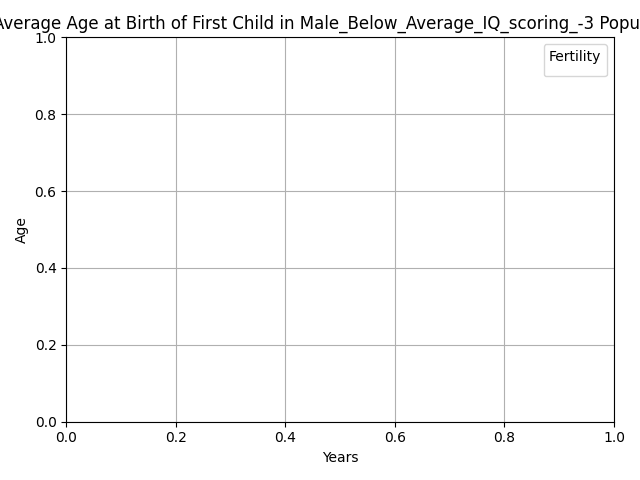 Average Age at Birth of First Child in Male_Below_Average_IQ_scoring_-3 Popu
Fertility
1.0
0.8
0.6
0.4
0.2
0.0
Age
0.0 0.2 0.4 0.6 0.8 1.0
Years